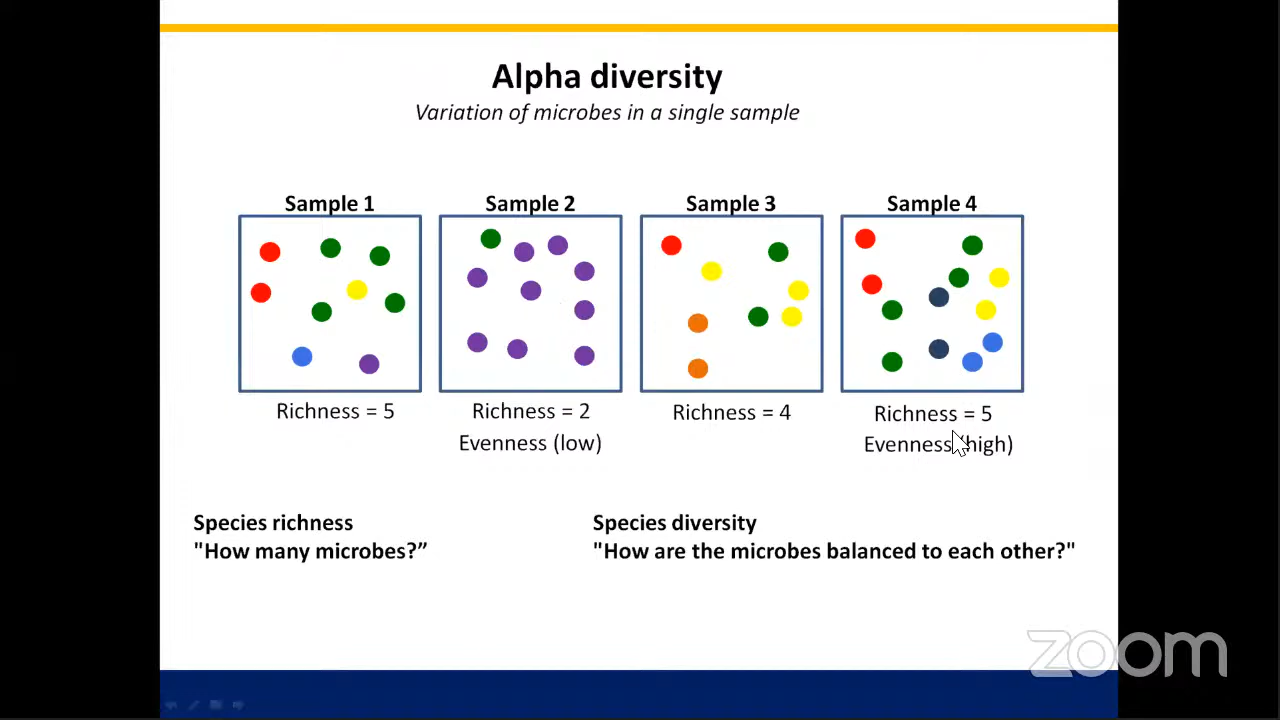 Alpha diversity
Variation of microbes in a single sample
Sample 1
Sample 2
Sample 3
Sample 4
Richness = 5
Richness = 2
Richness = 4
Richness = 5
Evenness (low)
Evenness (high)
Species richness
"How many microbes?”
Species diversity
"How are the microbes balanced to each other?"
zoom